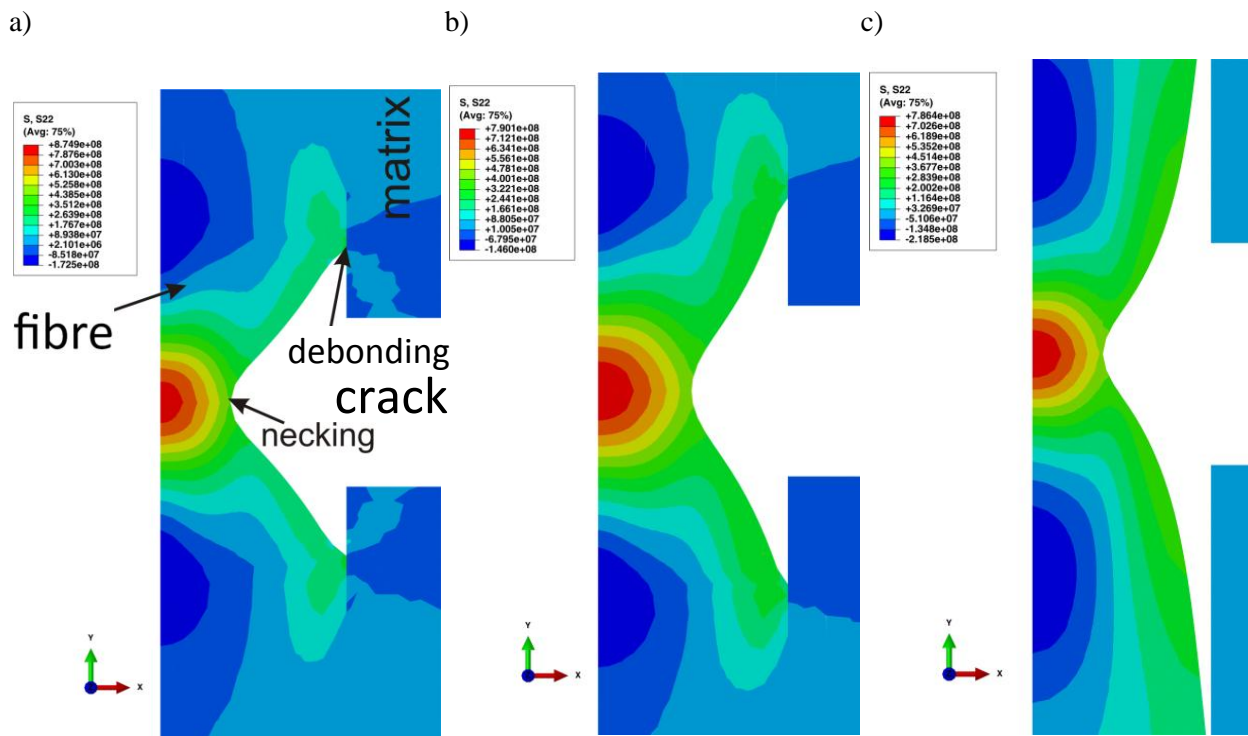 a)
b)
c)
S, S22
(Avg: 75%)
+8.749e+08
+7.876e+08
+7.003e+08
+6.130e+08
+5.258e+08
+4.385e+08
+3.512e+08
+2.639e+08
+1.767e+08
+8.938e+07
+2.101e+06
-8.518e+07
-1.725e+08
matrix
fibre
debonding
crack
necking
Y
X
S, S22
(Avg: 75%)
+7.901e+08
+7.121e+08
+6.341e+08
+5.561e+08
+4.781e+08
+4.001e+08
+3.221e+08
+2.441e+08
+1.661e+08
+8.805e+07
+1.005e+07
-6.795e+07
-1.460e+08
Y
X
S, S22
(Avg: 75%)
+7.864e+08
+7.026e+08
+6.189e+08
+5.352e+08
+4.514e+08
+3.677e+08
+2.839e+08
+2.002e+08
+1.164e+08
+3.269e+07
-5.106e+07
-1.348e+08
-2.185e+08
Y
X